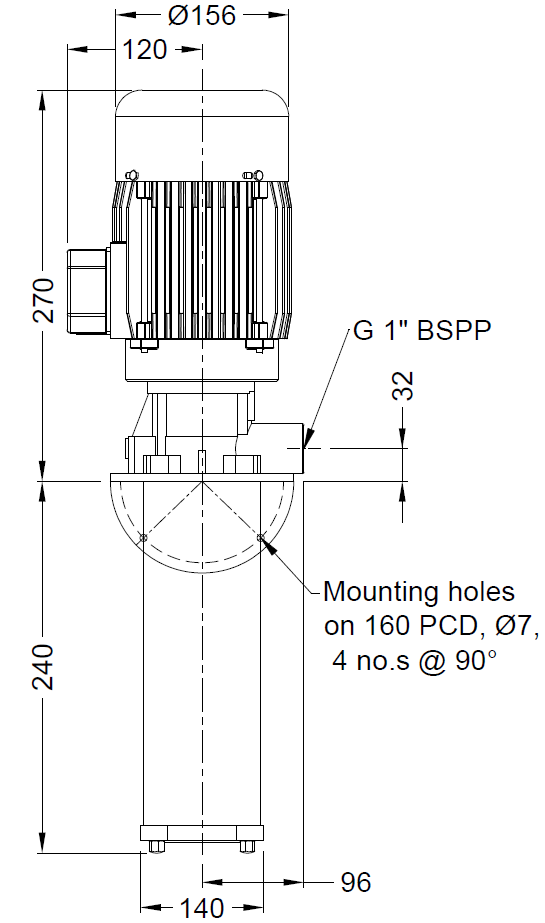 Ø156
120
270
G 1" BSPP
32
Mounting holes
on 160 PCD, Ø7,
4 no.s @ 90°
240
96
140